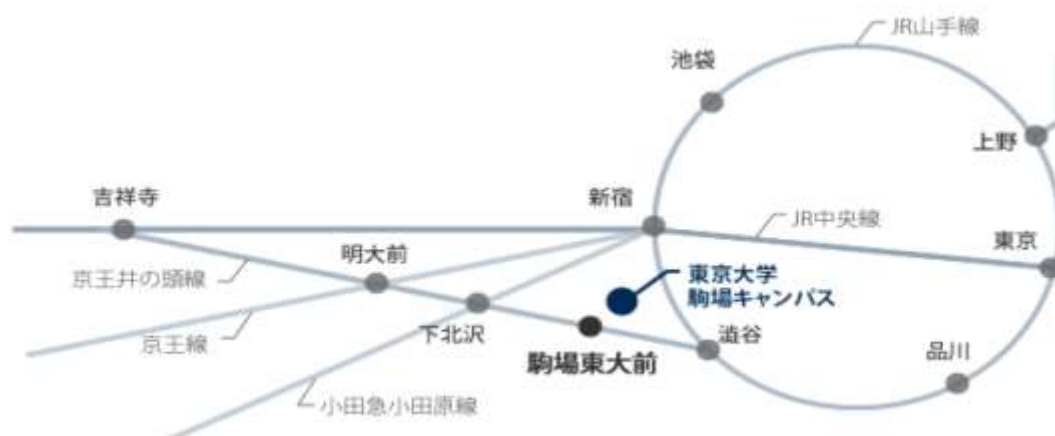 JR山手線
池袋
上野
吉祥寺
新宿
JR中央線
東京
明大前
京王井の頭線
東京大学
駒場キャンパス
京王線
下北沢
澁谷
駒場東大前
品川
小田急小田原線